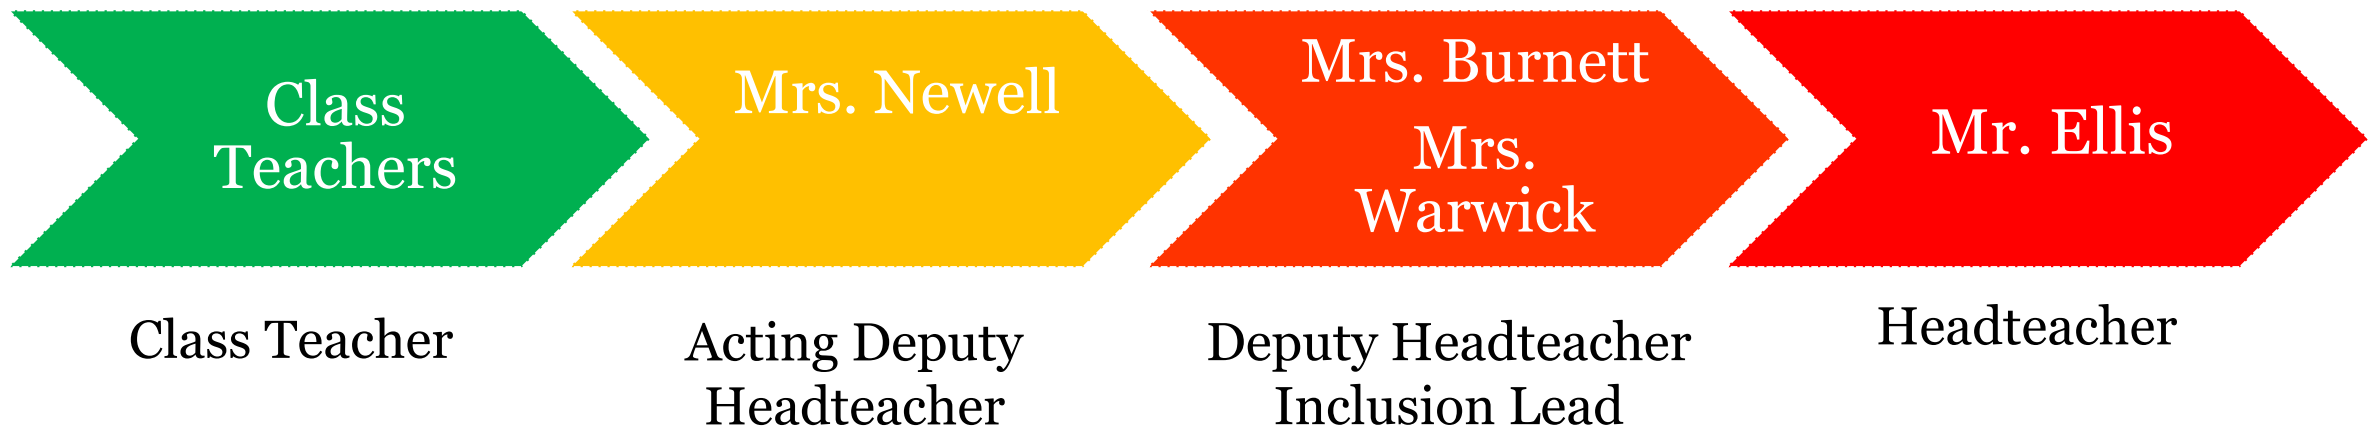 Class
Teachers
Mrs. Newell
Mrs. Burnett
Mrs.
Warwick
Mr. Ellis
Class Teacher
Acting Deputy
Headteacher
Deputy Headteacher
Inclusion Lead
Headteacher